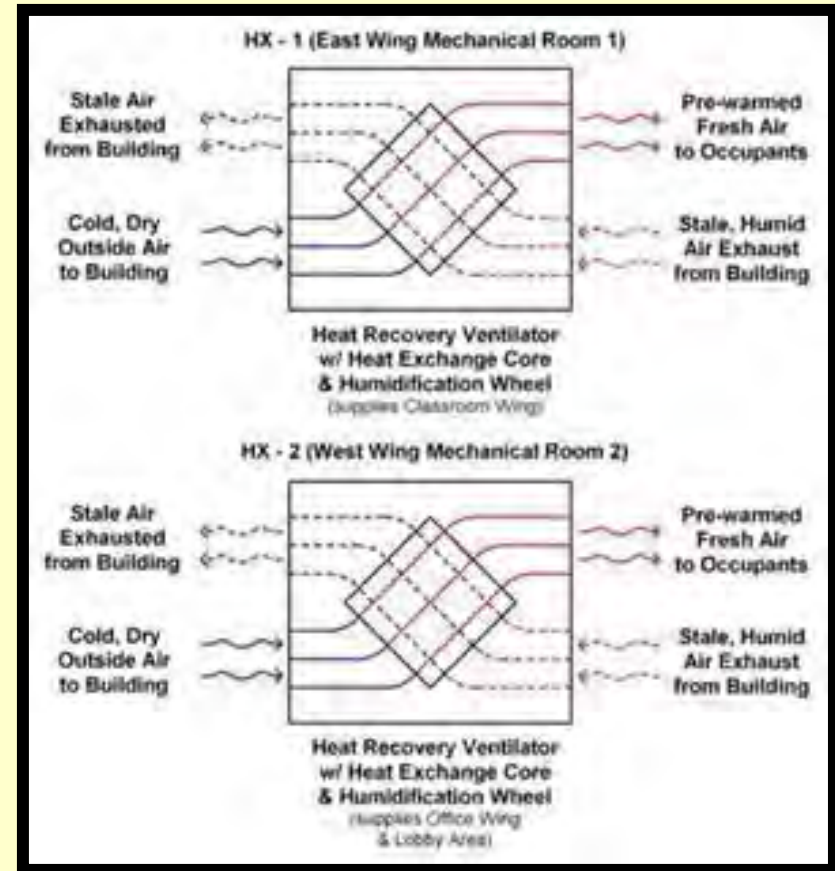 HX - 1 (East Wing Mechanical Room 1)
Stale Air
Exhausted
from Building
Pre-warmed
Fresh Air
to Occupants
Cold, Dry
Outside Air
to Building
Stale, Humid
Air Exhaust
from Building
Heat Recovery Ventilator
w/ Heat Exchange Core
& Humidification Wheel
(supplies Classroom Wing)
HX - 2 (West Wing Mechanical Room 2)
Stale Air
Exhausted
from Building
Pre-warmed
Fresh Air
to Occupants
Cold, Dry
Outside Air
to Building
Stale, Humid
Air Exhaust
from Building
Heat Recovery Ventilator
w/ Heat Exchange Core
& Humidification Wheel
(supplies Office Wing
& Lobby Area)